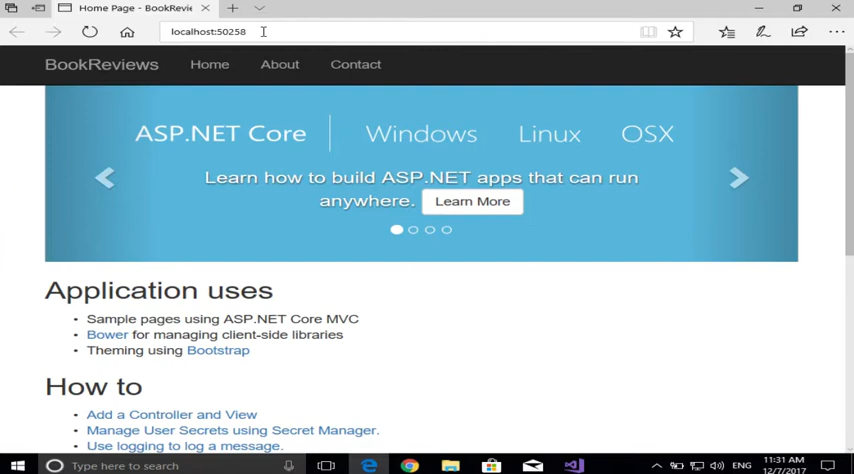 Home Page - BookRevie
localhost:50258
BookReviews Home About Contact
ASP.NET Core Windows Linux OSX
Learn how to build ASP.NET apps that can run
anywhere. Learn More
Application uses
Sample pages using ASP.NET Core MVC
Bower for managing client-side libraries
Theming using Bootstrap
How to
Add a Controller and View
Manage User Secrets using Secret Manager.
Use logging to log a message.
Type here to search
ENG
11:31 AM
12/7/2017